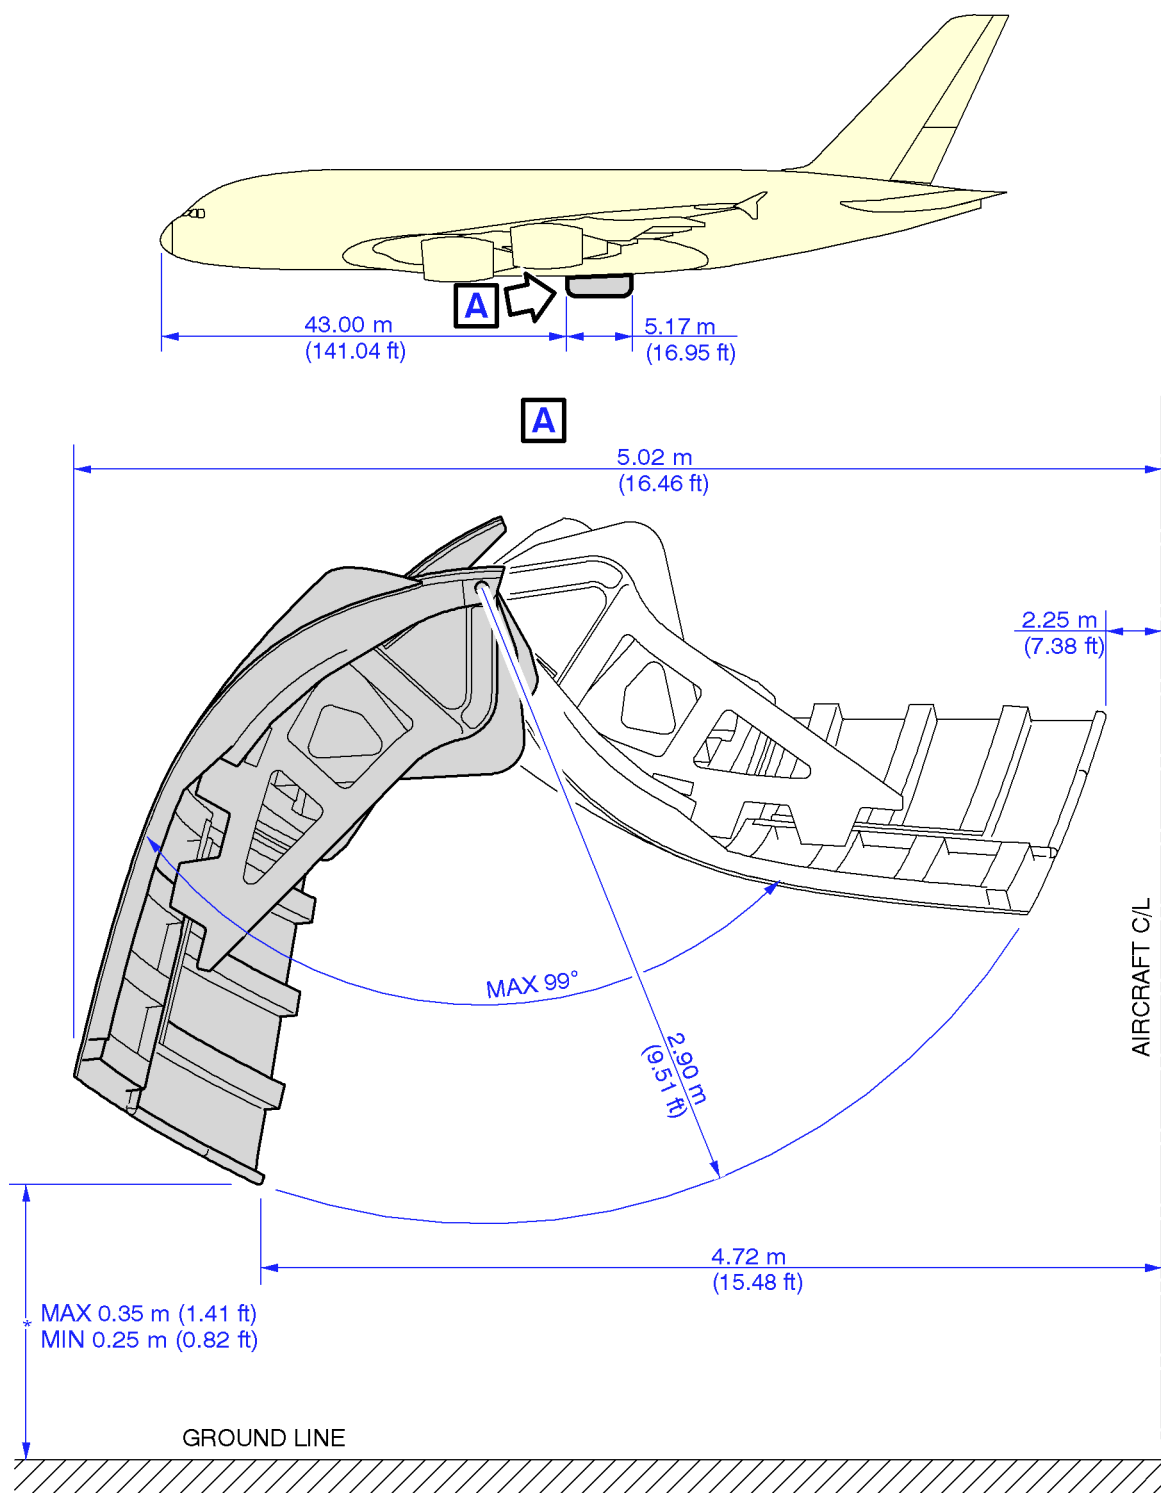 A
43.00 m
(141.04 ft)
5.17 m
(16.95 ft)
A
5.02 m
(16.46 ft)
2.25 m
(7.38 ft)
AIRCRAFT C/L
MAX 99°
2.90 m
(9.51 ft)
4.72 m
(15.48 ft)
MAX 0.35 m (1.41 ft)
*
MIN 0.25 m (0.82 ft)
GROUND LINE